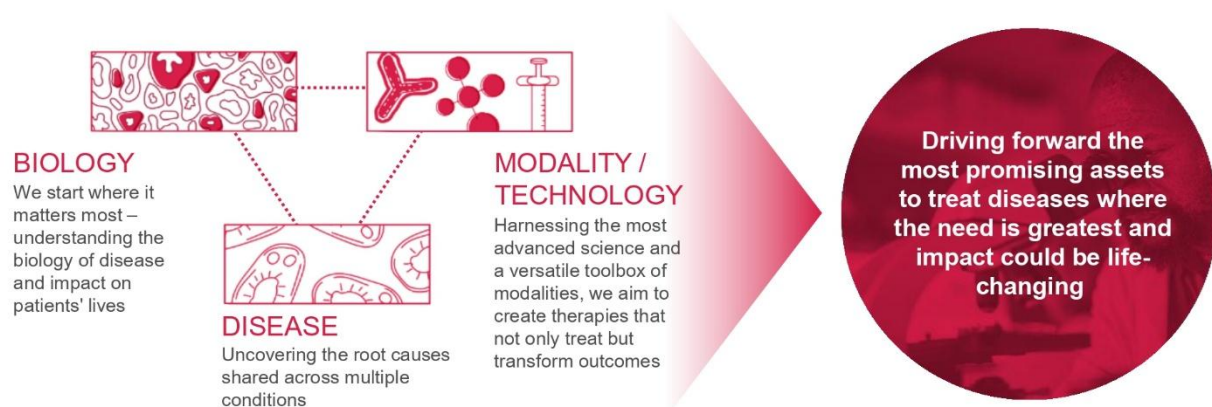 BIOLOGY
We start where it
matters most –
understanding the
biology of disease
and impact on
patients' lives
DISEASE
Uncovering the root causes
shared across multiple
conditions
MODALITY /
TECHNOLOGY
Harnessing the most
advanced science and
a versatile toolbox of
modalities, we aim to
create therapies that
not only treat but
transform outcomes
Driving forward the
most promising assets
to treat diseases where
the need is greatest and
impact could be life-
changing